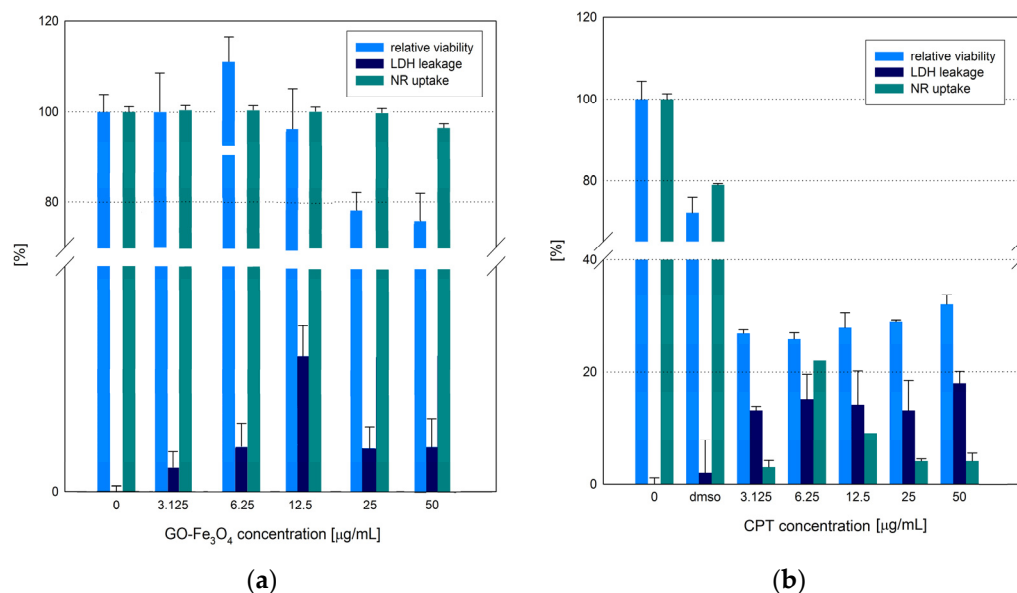 120
100
80
0
[%]
relative viability
LDH leakage
NR uptake
0 3.125 6.25 12.5 25 50
GO-Fe₃O₄ concentration [μg/mL]
(a)
120
100
80
40
20
0
[%]
relative viability
LDH leakage
NR uptake
0 dmso 3.125 6.25 12.5 25 50
CPT concentration [μg/mL]
(b)